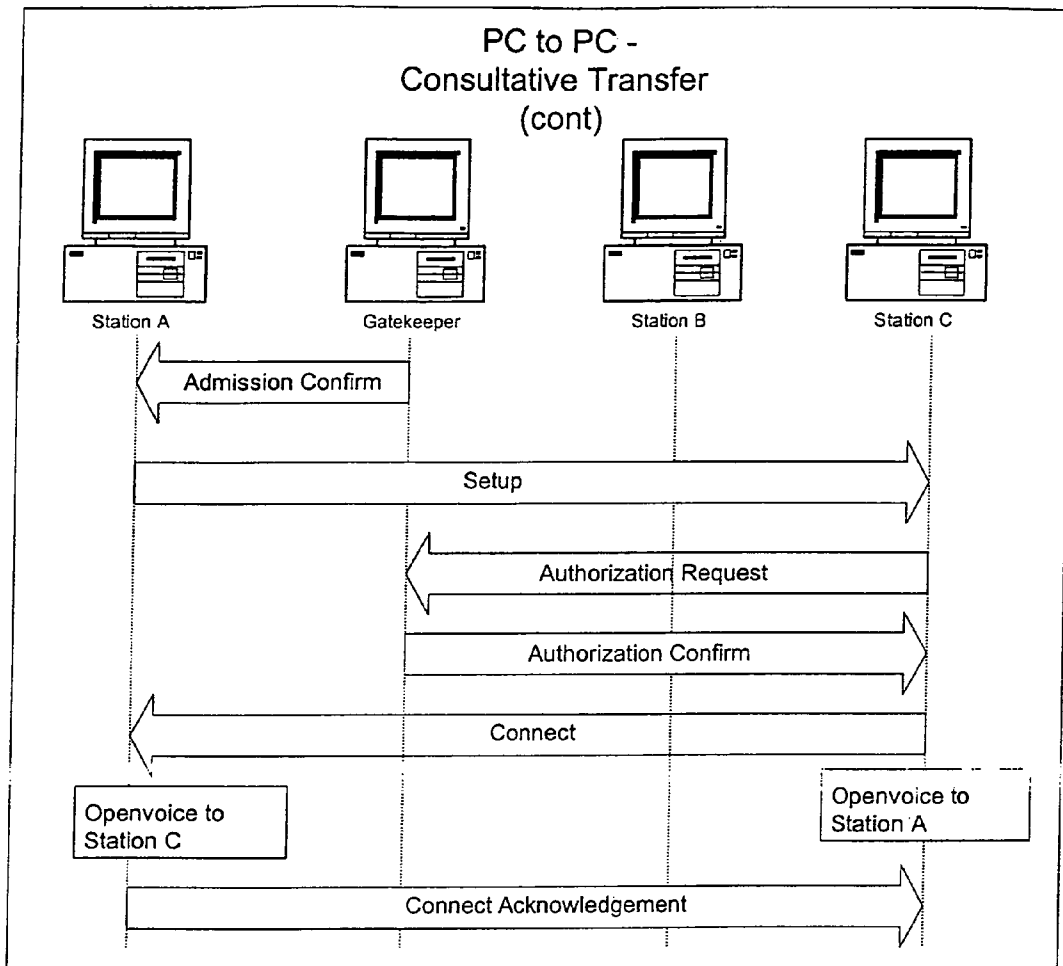 PC to PC -
Consultative Transfer
(cont)
Station A
Gatekeeper
Station B
Station C
Admission Confirm
Setup
Authorization Request
Authorization Confirm
Connect
Openvoice to
Station C
Openvoice to
Station A
Connect Acknowledgement